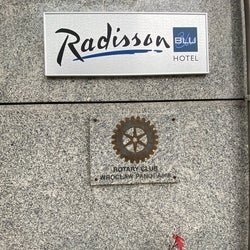 Radisson
BLU
HOTEL
ROTARY CLUB
WROCŁAW PANORAMA